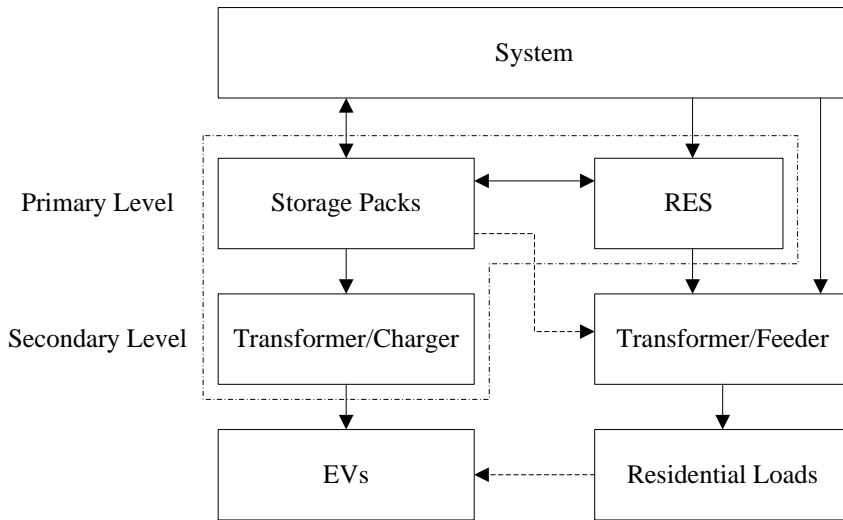 System
Primary Level
Storage Packs
RES
Secondary Level
Transformer/Charger
Transformer/Feeder
EVs
Residential Loads